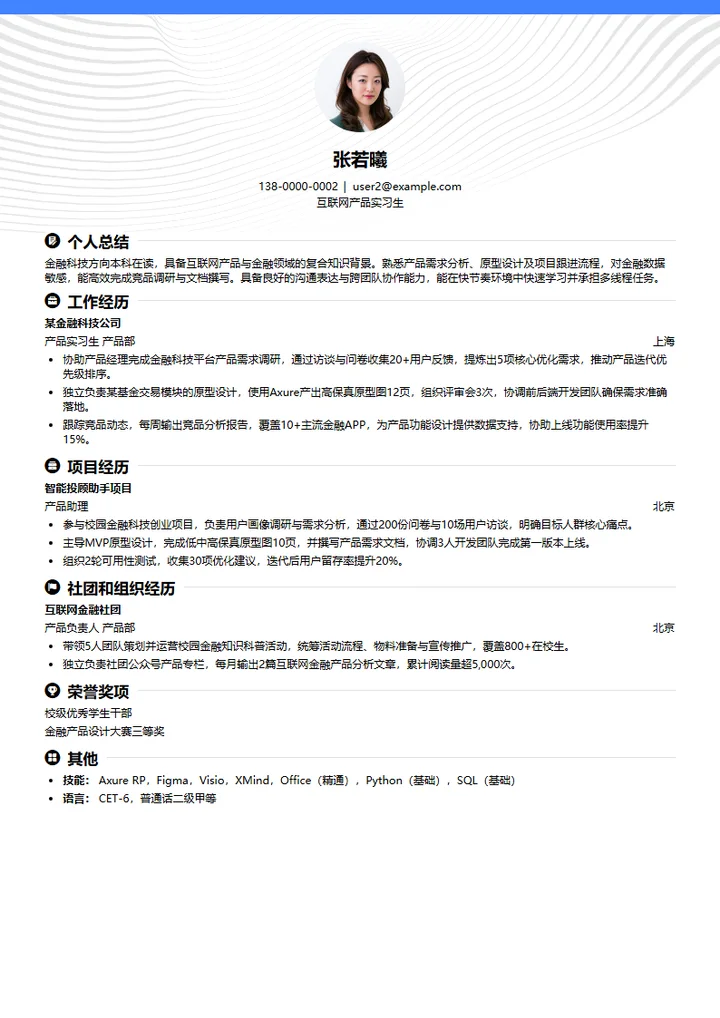 张若曦
138-0000-0002 | user2@example.com
互联网产品实习生
个人总结
金融科技方向本科在读，具备互联网产品与金融领域的复合知识背景。熟悉产品需求分析、原型设计及项目跟进流程，对金融数据
敏感，能高效完成竞品调研与文档撰写。具备良好的沟通表达与跨团队协作能力，能在快节奏环境中快速学习并承担多线程任务。
工作经历
某金融科技公司
产品实习生 产品部 上海
• 协助产品经理完成金融科技平台产品需求调研，通过访谈与问卷收集20+用户反馈，提炼出5项核心优化需求，推动产品迭代优
先级排序。
• 独立负责某基金交易模块的原型设计，使用Axure产出高保真原型图12页，组织评审会3次，协调前后端开发团队确保需求准确
落地。
• 跟踪竞品动态，每周输出竞品分析报告，覆盖10+主流金融APP，为产品功能设计提供数据支持，协助上线功能使用率提升
15%。
项目经历
智能投顾助手项目
产品助理 北京
• 参与校园金融科技创业项目，负责用户画像调研与需求分析，通过200份问卷与10场用户访谈，明确目标人群核心痛点。
• 主导MVP原型设计，完成低中高保真原型图10页，并撰写产品需求文档，协调3人开发团队完成第一版本上线。
• 组织2轮可用性测试，收集30项优化建议，迭代后用户留存率提升20%。
社团和组织经历
互联网金融社团
产品负责人 产品部 北京
• 带领5人团队策划并运营校园金融知识科普活动，统筹活动流程、物料准备与宣传推广，覆盖800+在校生。
• 独立负责社团公众号产品专栏，每月输出2篇互联网金融产品分析文章，累计阅读量超5,000次。
荣誉奖项
校级优秀学生干部
金融产品设计大赛三等奖
其他
• 技能： Axure RP，Figma，Visio，XMind，Office（精通），Python（基础），SQL（基础）
• 语言： CET-6，普通话二级甲等